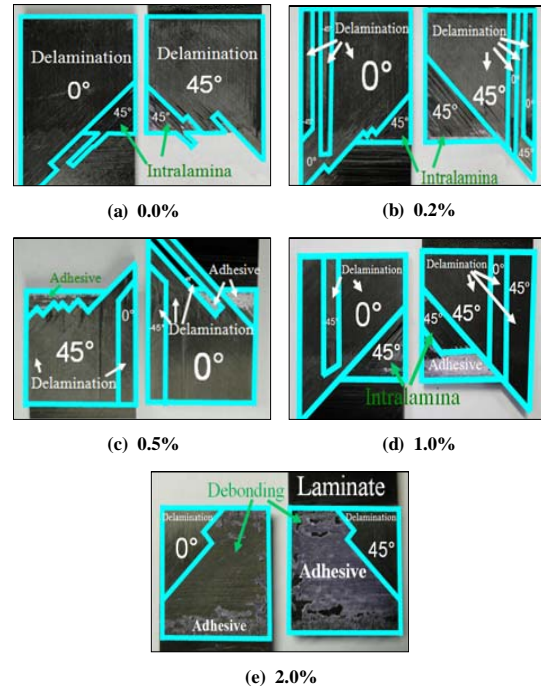 Delamination
0°
45°
Delamination
45°
45°
Intralamina
(a) 0.0%
45°
Delamination
0°
45°
0°
Delamination
45°
45°
0°
0°
45°
Intralamina
(b) 0.2%
Adhesive
45°
0°
Delamination
45°
Adhesive
Delamination
0°
(c) 0.5%
Delamination
45°
0°
45°
Delamination
0°
45°
45°
45°
Adhesive
Intralamina
(d) 1.0%
Debonding
Laminate
Delamination
0°
Adhesive
Delamination
45°
Adhesive
(e) 2.0%